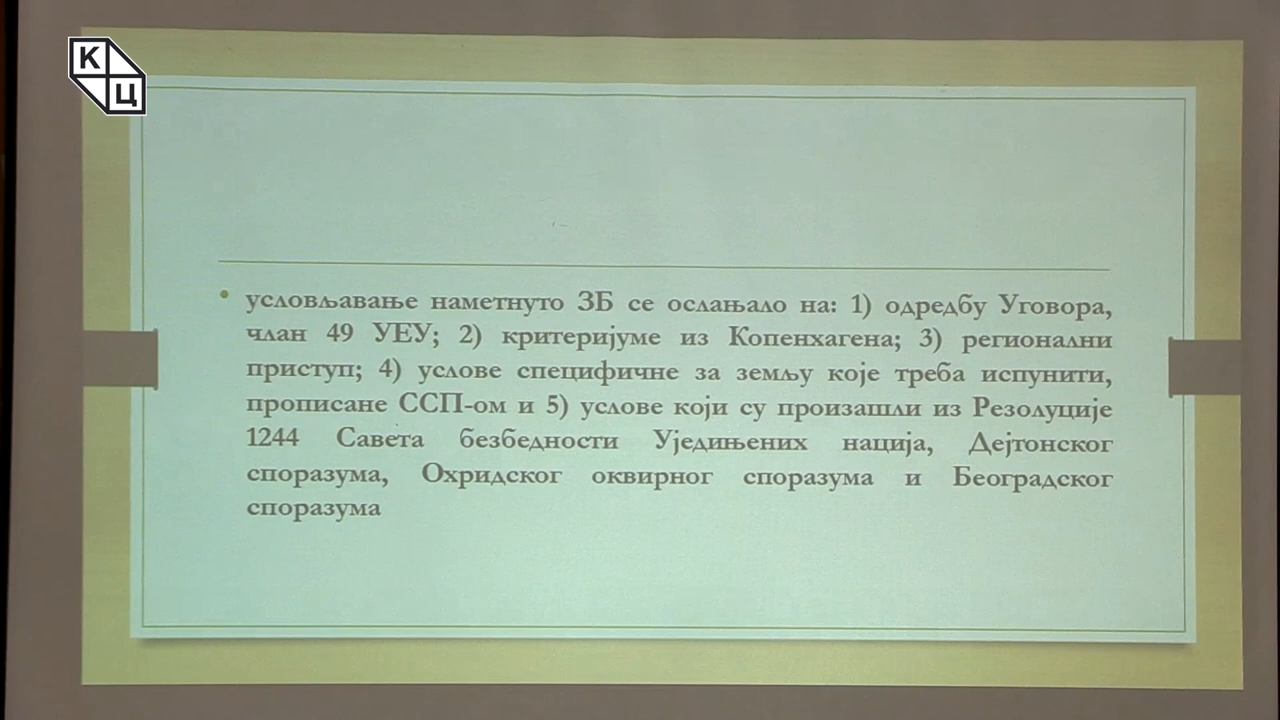 К
Ц
• условљавање наметнуто ЗБ се ослањало на: 1) одредбу Уговора,
члан 49 УЕУ; 2) критеријуме из Копенхагена; 3) регионални
приступ; 4) услове специфичне за земљу које треба испунити,
прописане ССП-ом и 5) услове који су произашли из Резолуције
1244 Савета безбедности Уједињених нација, Дејтонског
споразума, Охридског оквирног споразума и Београдског
споразума